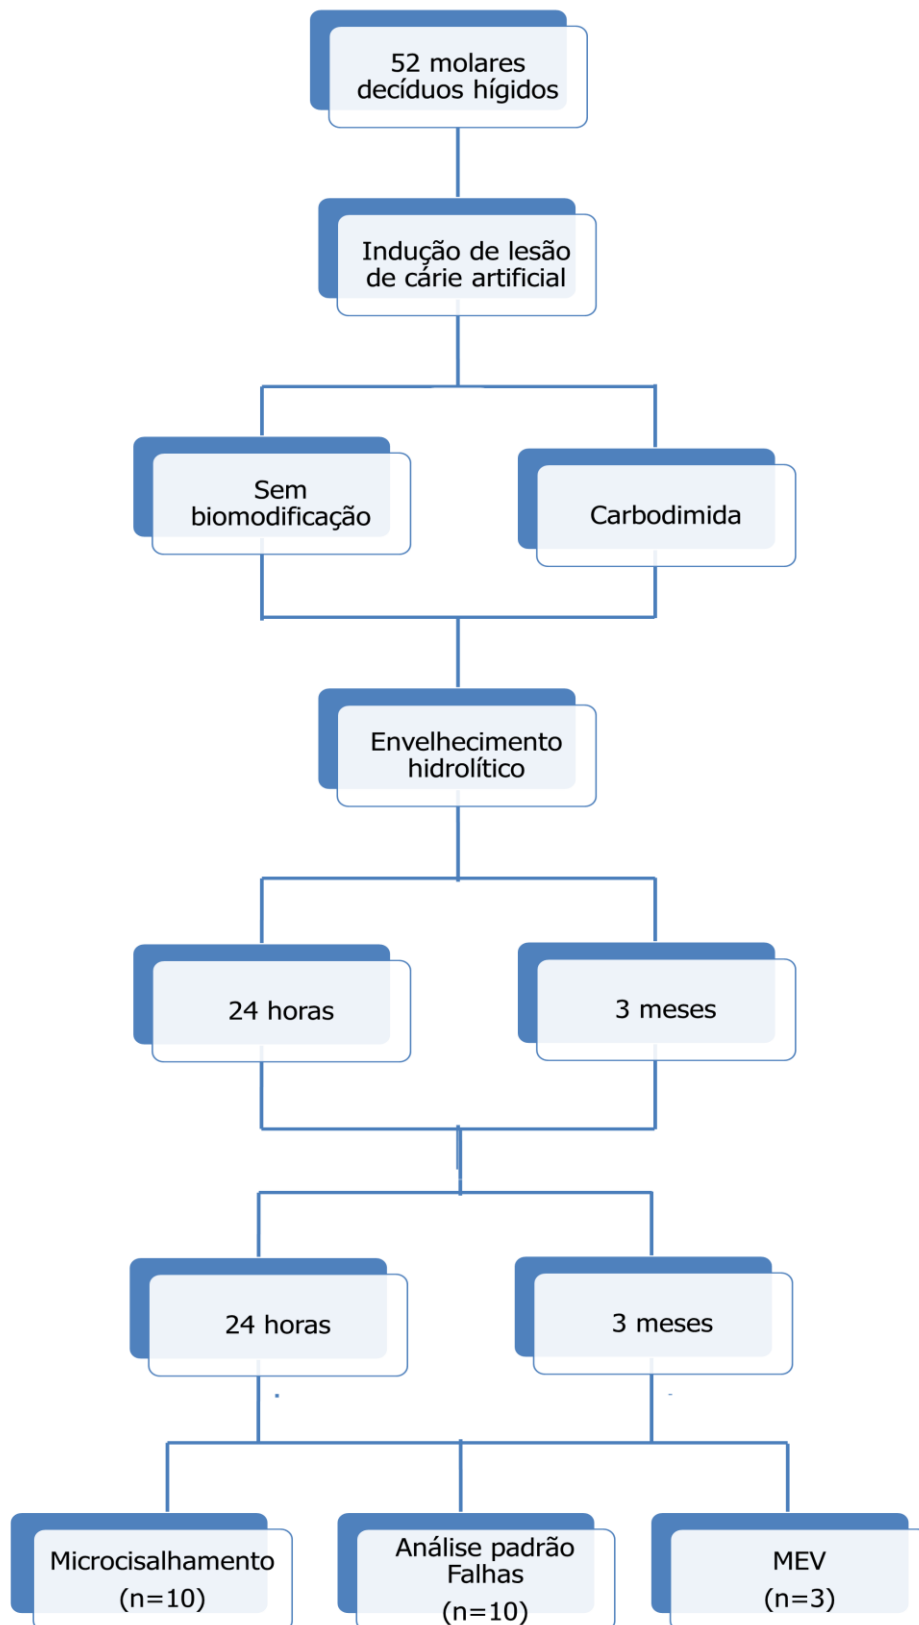 52 molares
decíduos hígidos
Indução de lesão
de cárie artificial
Sem
biomodificação
Carbodimida
Envelhecimento
hidrolítico
24 horas
3 meses
24 horas
3 meses
Microcisalhamento
(n=10)
Análise padrão
Falhas
(n=10)
MEV
(n=3)